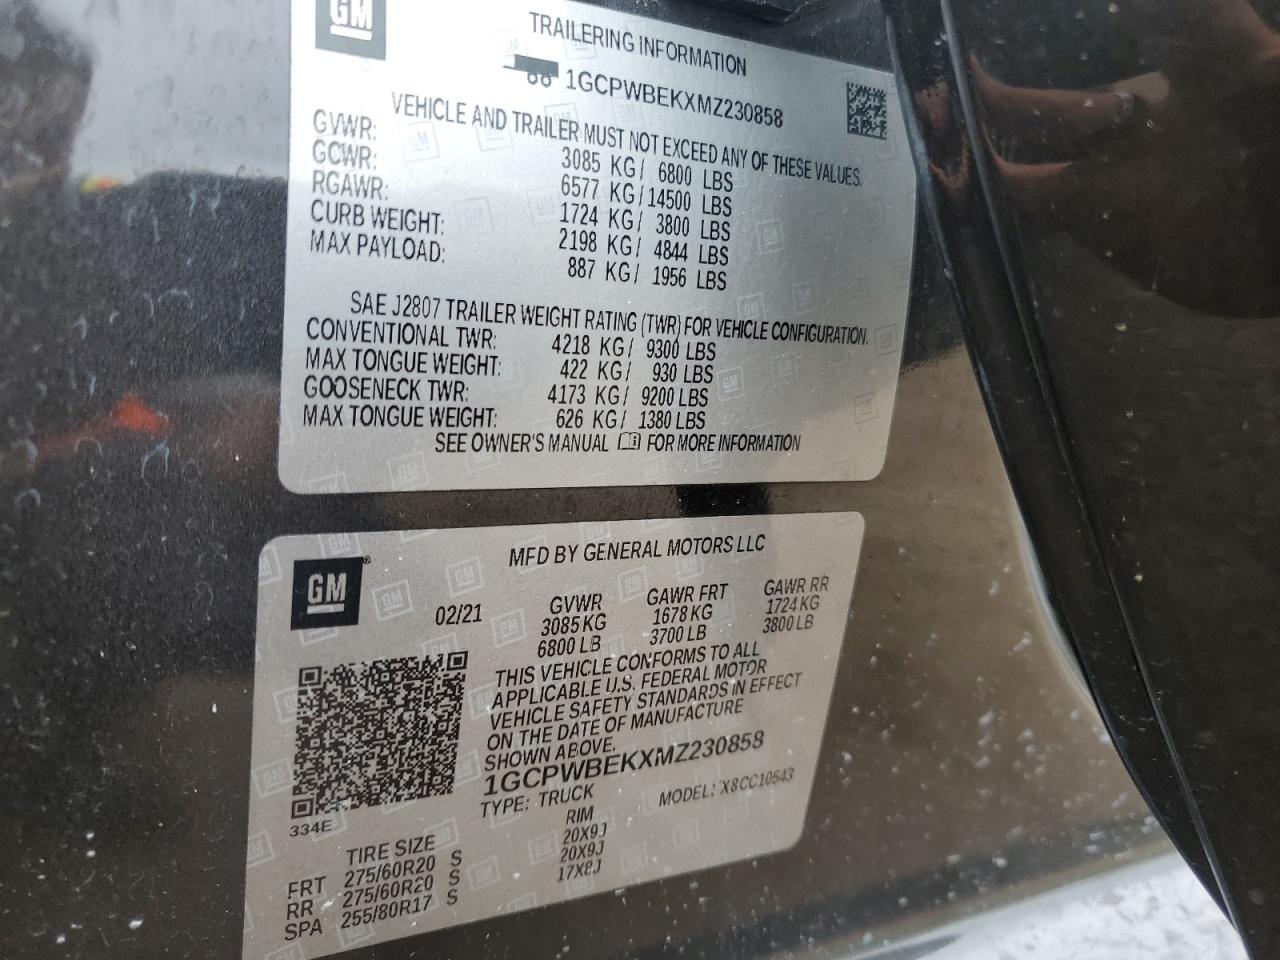 GM
TRAILERING INFORMATION
1GCPWBEKXMZ230858
VEHICLE AND TRAILER MUST NOT EXCEED ANY OF THESE VALUES.
GVWR: 3085 KG/ 6800 LBS
GCWR: 6577 KG/14500 LBS
RGAWR: 1724 KG/ 3800 LBS
CURB WEIGHT: 2198 KG/ 4844 LBS
MAX PAYLOAD: 887 KG/ 1956 LBS
SAE J2807 TRAILER WEIGHT RATING (TWR) FOR VEHICLE CONFIGURATION.
CONVENTIONAL TWR: 4218 KG/ 9300 LBS
MAX TONGUE WEIGHT: 422 KG/ 930 LBS
GOOSENECK TWR: 4173 KG/ 9200 LBS
MAX TONGUE WEIGHT: 626 KG/ 1380 LBS
SEE OWNER'S MANUAL FOR MORE INFORMATION
GM
MFD BY GENERAL MOTORS LLC
02/21 GVWR GAWR FRT GAWR RR
3085KG 1678KG 1724KG
6800 LB 3700 LB 3800 LB
THIS VEHICLE CONFORMS TO ALL
APPLICABLE U.S. FEDERAL MOTOR
VEHICLE SAFETY STANDARDS IN EFFECT
ON THE DATE OF MANUFACTURE
SHOWN ABOVE.
1GCPWBEKXMZ230858
TYPE: TRUCK MODEL: X8CC10543
334E
TIRE SIZE RIM
FRT 275/60R20 S 20X9J
RR 275/60R20 S 20X9J
SPA 255/80R17 S 17X8J